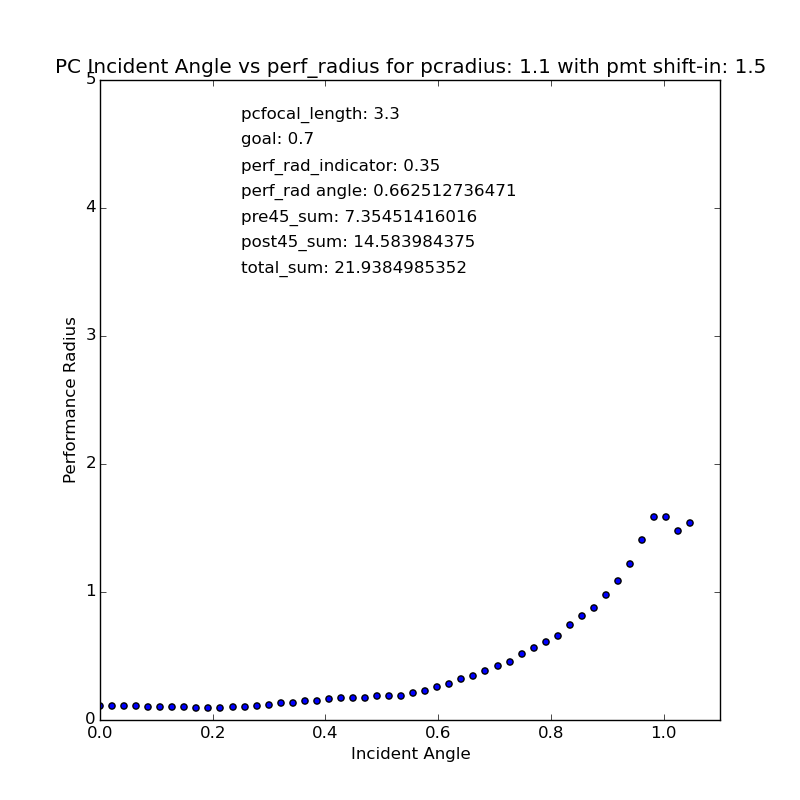 PC Incident Angle vs perf_radius for pcradius: 1.1 with pmt shift-in: 1.5
5
pcfocal_length: 3.3
goal: 0.7
perf_rad_indicator: 0.35
perf_rad angle: 0.662512736471
pre45_sum: 7.35451416016
post45_sum: 14.583984375
total_sum: 21.9384985352
4
3
2
1
0
Performance Radius
0.0 0.2 0.4 0.6 0.8 1.0
Incident Angle